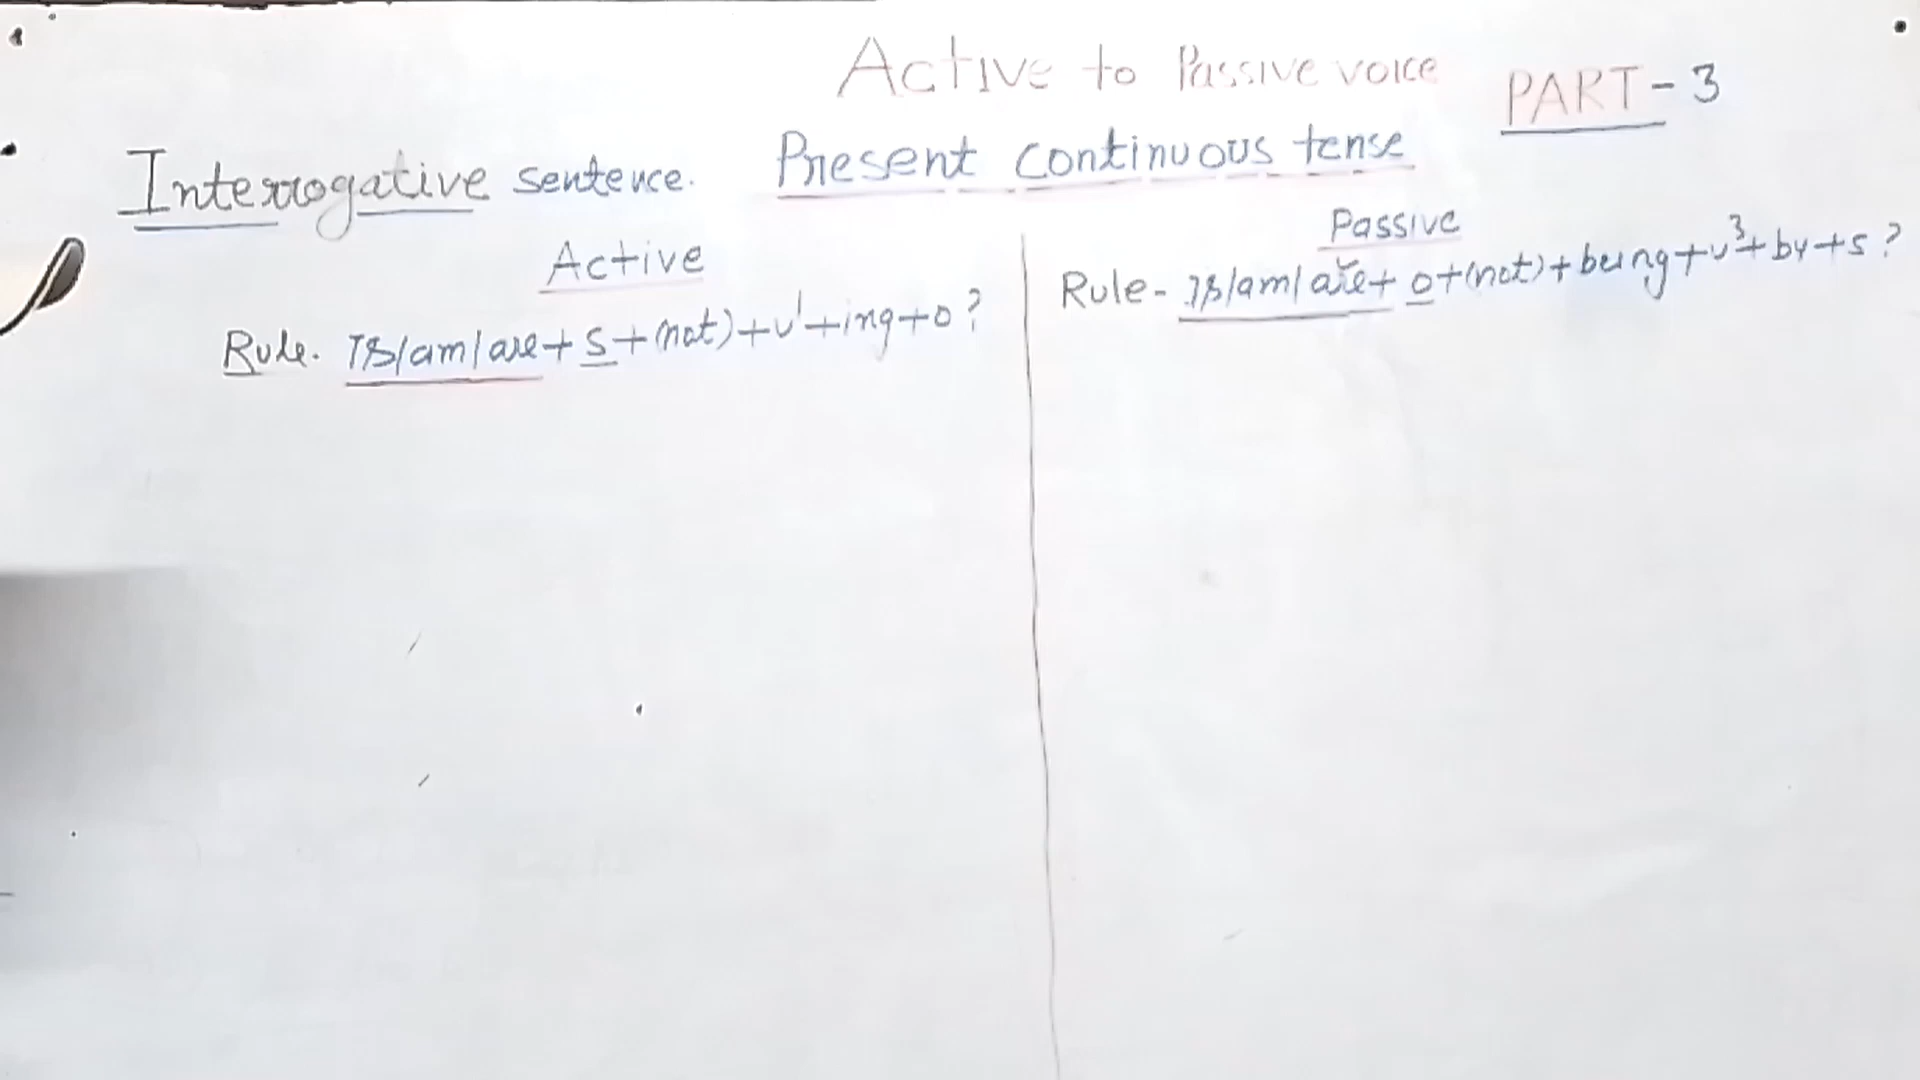 Active to Passive voice PART-3
Interrogative sentence. Present continuous tense
Active
Rule. Is/am/are+S+(not)+v¹+ing+o?
Passive
Rule- Is/am/are+o+(not)+being+v³+by+s?